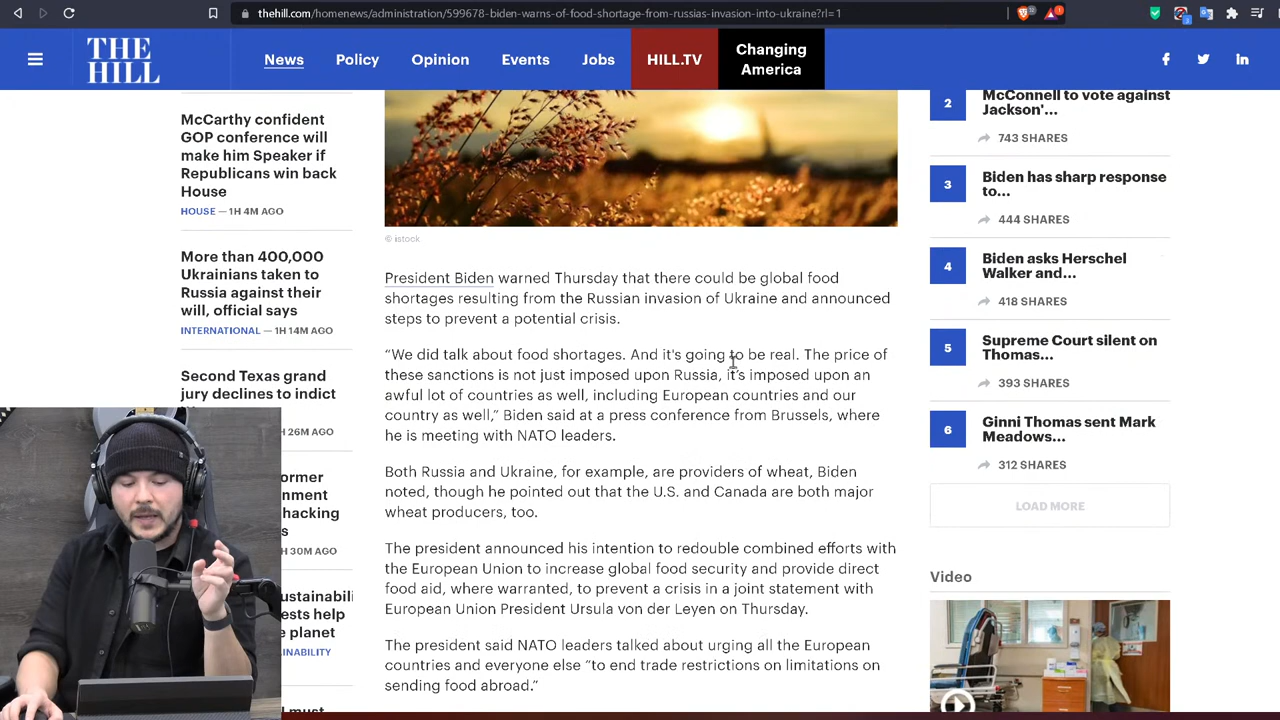 thehill.com/homenews/administration/599678-biden-warns-of-food-shortage-from-russias-invasion-into-ukraine?rl=1
THE
HILL
News
Policy
Opinion
Events
Jobs
HILL.TV
Changing
America
McCarthy confident
GOP conference will
make him Speaker if
Republicans win back
House
HOUSE — 1H 4M AGO
More than 400,000
Ukrainians taken to
Russia against their
will, official says
INTERNATIONAL — 1H 14M AGO
Second Texas grand
jury declines to indict
H 26M AGO
ormer
nment
hacking
s
H 30M AGO
ustainabili
ests help
e planet
INABILITY
l must
© istock
President Biden warned Thursday that there could be global food
shortages resulting from the Russian invasion of Ukraine and announced
steps to prevent a potential crisis.
“We did talk about food shortages. And it's going to be real. The price of
these sanctions is not just imposed upon Russia, it’s imposed upon an
awful lot of countries as well, including European countries and our
country as well,” Biden said at a press conference from Brussels, where
he is meeting with NATO leaders.
Both Russia and Ukraine, for example, are providers of wheat, Biden
noted, though he pointed out that the U.S. and Canada are both major
wheat producers, too.
The president announced his intention to redouble combined efforts with
the European Union to increase global food security and provide direct
food aid, where warranted, to prevent a crisis in a joint statement with
European Union President Ursula von der Leyen on Thursday.
The president said NATO leaders talked about urging all the European
countries and everyone else “to end trade restrictions on limitations on
sending food abroad.”
2
McConnell to vote against
Jackson'...
743 SHARES
3
Biden has sharp response
to...
444 SHARES
4
Biden asks Herschel
Walker and...
418 SHARES
5
Supreme Court silent on
Thomas...
393 SHARES
6
Ginni Thomas sent Mark
Meadows...
312 SHARES
LOAD MORE
Video